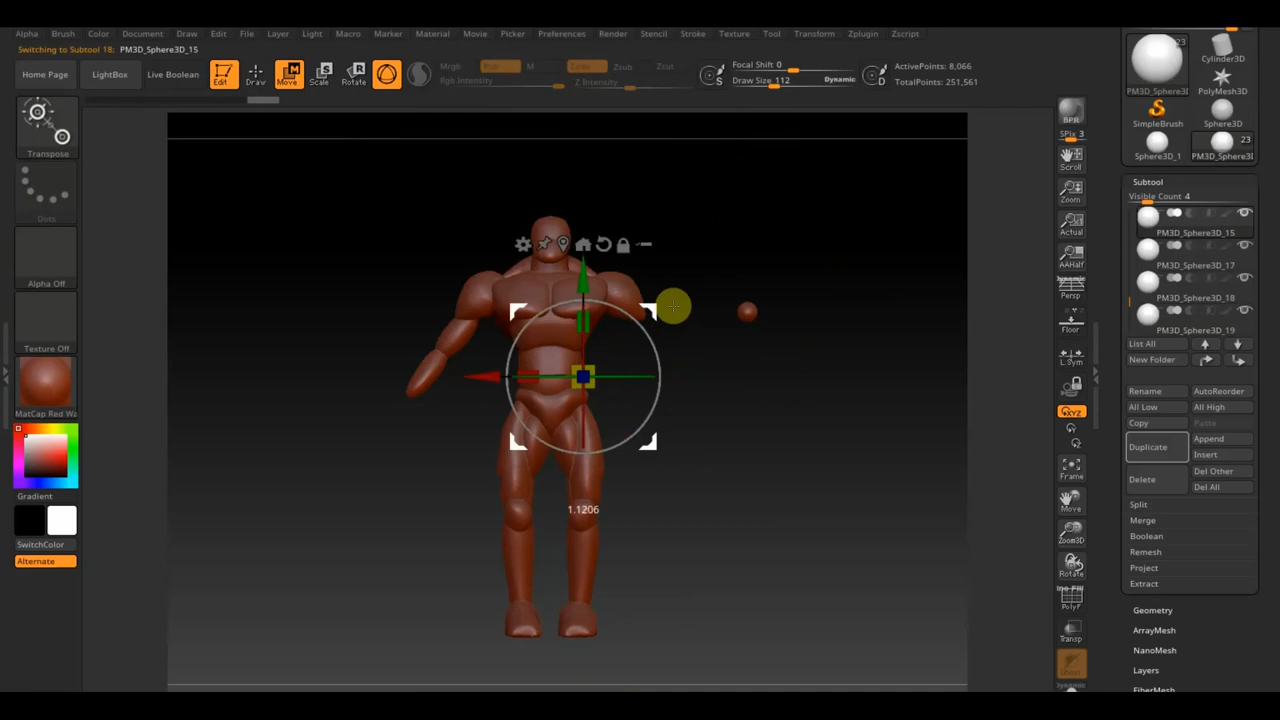 Alpha Brush Color Document Draw Edit File Layer Light Macro Marker Material Movie Picker Preferences Render Stencil Stroke Texture Tool Transform Zplugin Zscript
Switching to Subtool 18: PM3D_Sphere3D_15
Home Page LightBox Live Boolean Edit Draw Move Scale Rotate
Mrgb Rgb M Zadd Zsub Zcut
Rgb Intensity Z Intensity
Focal Shift 0
Draw Size 112 Dynamic
ActivePoints: 8,066
TotalPoints: 251,561
Transpose
Dots
Alpha Off
Texture Off
MatCap Red Wa
Gradient
SwitchColor
Alternate
1.1206
BPR
SPix 3
Scroll
Zoom
Actual
AAHalf
Dynamic
Persp
Floor
L.Sym
XYZ
Frame
Move
Zoom3D
Rotate
Line Fill
PolyF
Transp
Dynamic
23
PM3D_Sphere3D
Cylinder3D
PolyMesh3D
SimpleBrush
Sphere3D
23
Sphere3D_1
PM3D_Sphere3D
Subtool
Visible Count 4
PM3D_Sphere3D_15
PM3D_Sphere3D_17
PM3D_Sphere3D_18
PM3D_Sphere3D_19
List All
New Folder
Rename AutoReorder
All Low All High
Copy Paste
Duplicate Append
Insert
Delete Del Other
Del All
Split
Merge
Boolean
Remesh
Project
Extract
Geometry
ArrayMesh
NanoMesh
Layers
FiberMesh